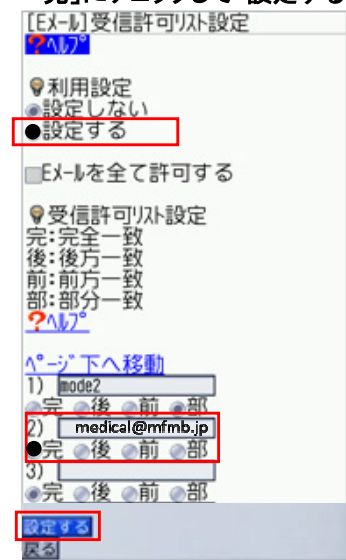 [Eメール]受信許可リスト設定
?ヘルプ
利用設定
設定しない
●設定する
Eメールを全て許可する
受信許可リスト設定
完:完全一致
後:後方一致
前:前方一致
部:部分一致
?ヘルプ
ページ下へ移動
1) mode2
完 後 前 部
2) medical@mfmb.jp
●完 後 前 部
3)
完 後 前 部
設定する
戻る